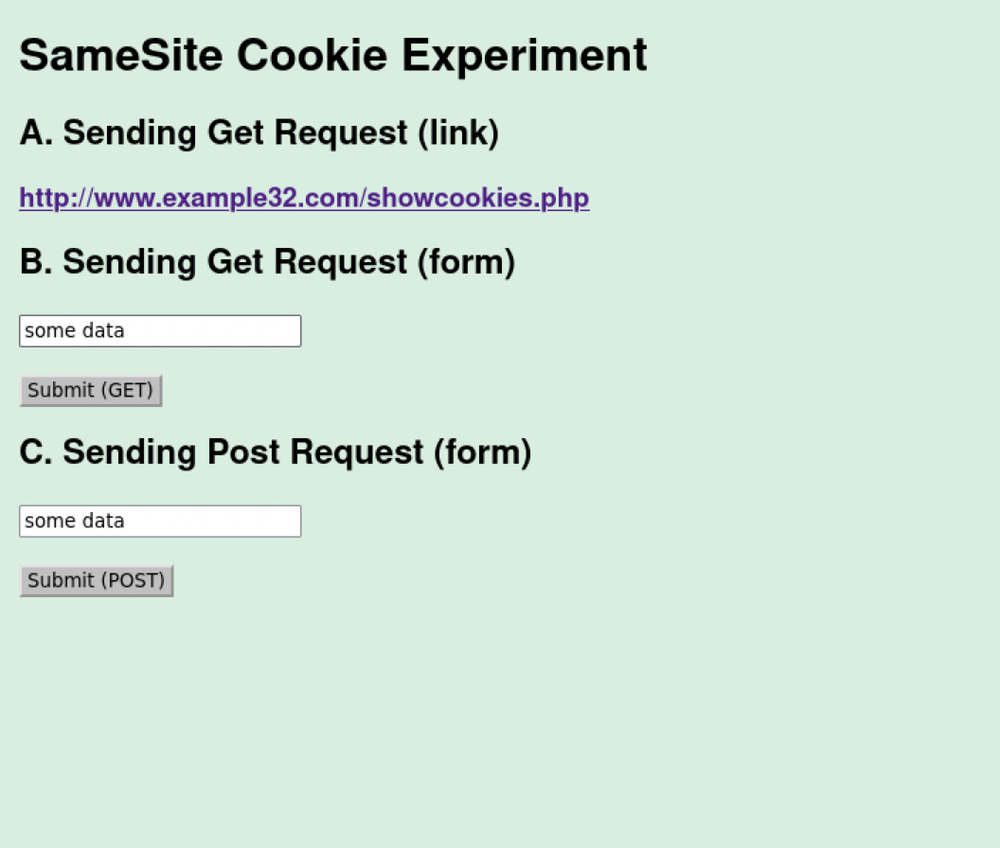 SameSite Cookie Experiment
A. Sending Get Request (link)
http://www.example32.com/showcookies.php
B. Sending Get Request (form)
some data
Submit (GET)
C. Sending Post Request (form)
some data
Submit (POST)